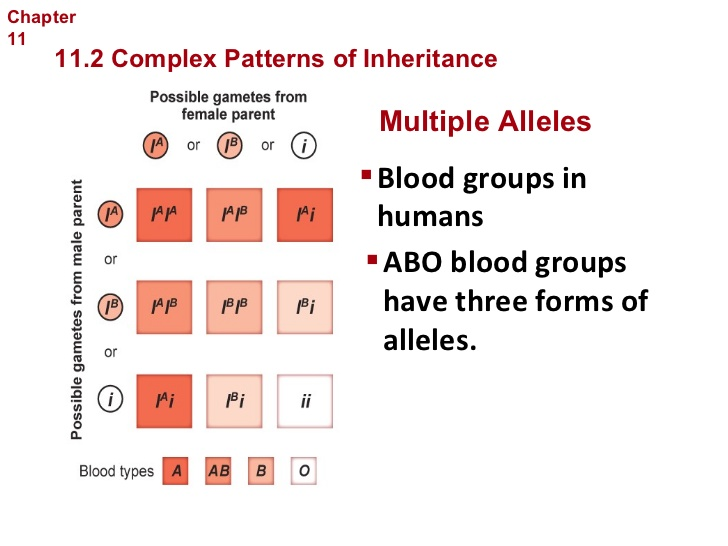 Chapter
11
11.2 Complex Patterns of Inheritance
Possible gametes from
female parent
Iᴬ or Iᴮ or i
Possible gametes from male parent
Iᴬ IᴬIᴬ IᴬIᴮ Iᴬi
or
Iᴮ IᴬIᴮ IᴮIᴮ Iᴮi
or
i Iᴬi Iᴮi ii
Blood types A AB B O
Multiple Alleles
▪ Blood groups in
humans
▪ ABO blood groups
have three forms of
alleles.